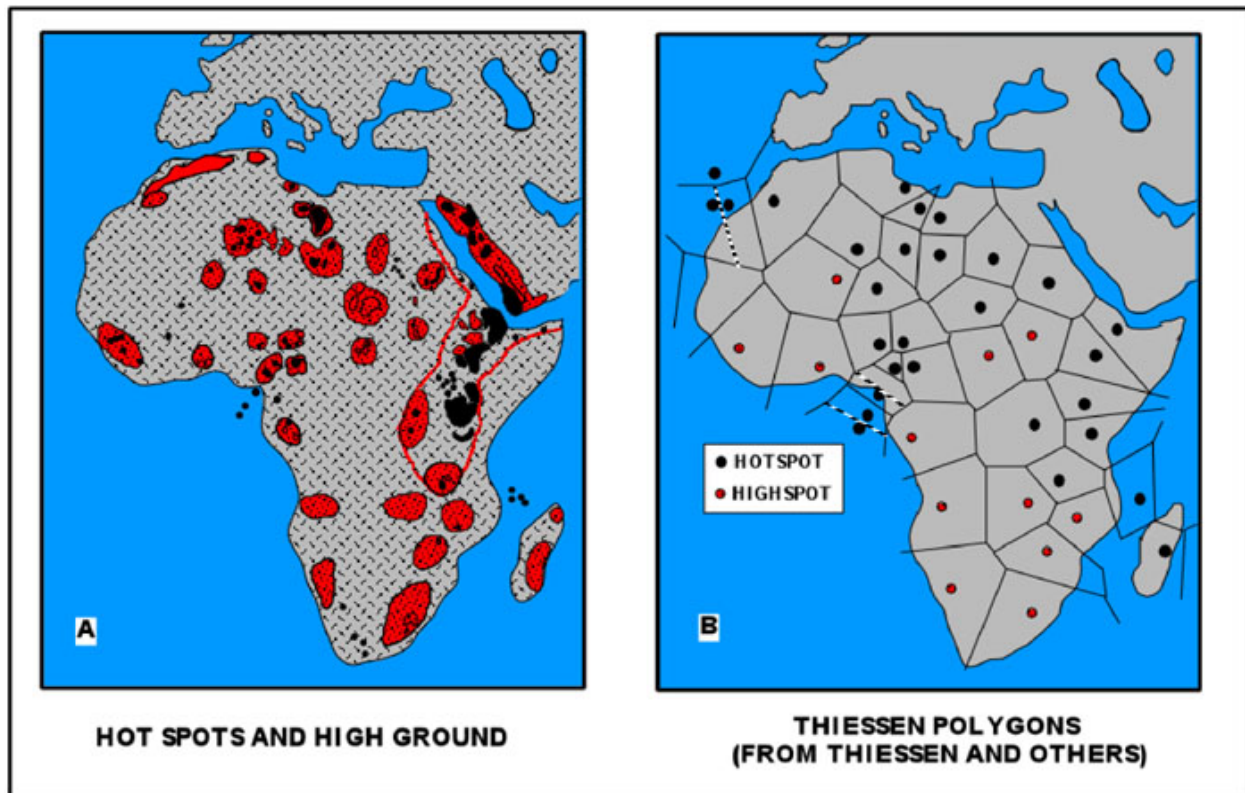 A
HOT SPOTS AND HIGH GROUND
HOTSPOT
HIGHSPOT
B
THIESSEN POLYGONS
(FROM THIESSEN AND OTHERS)